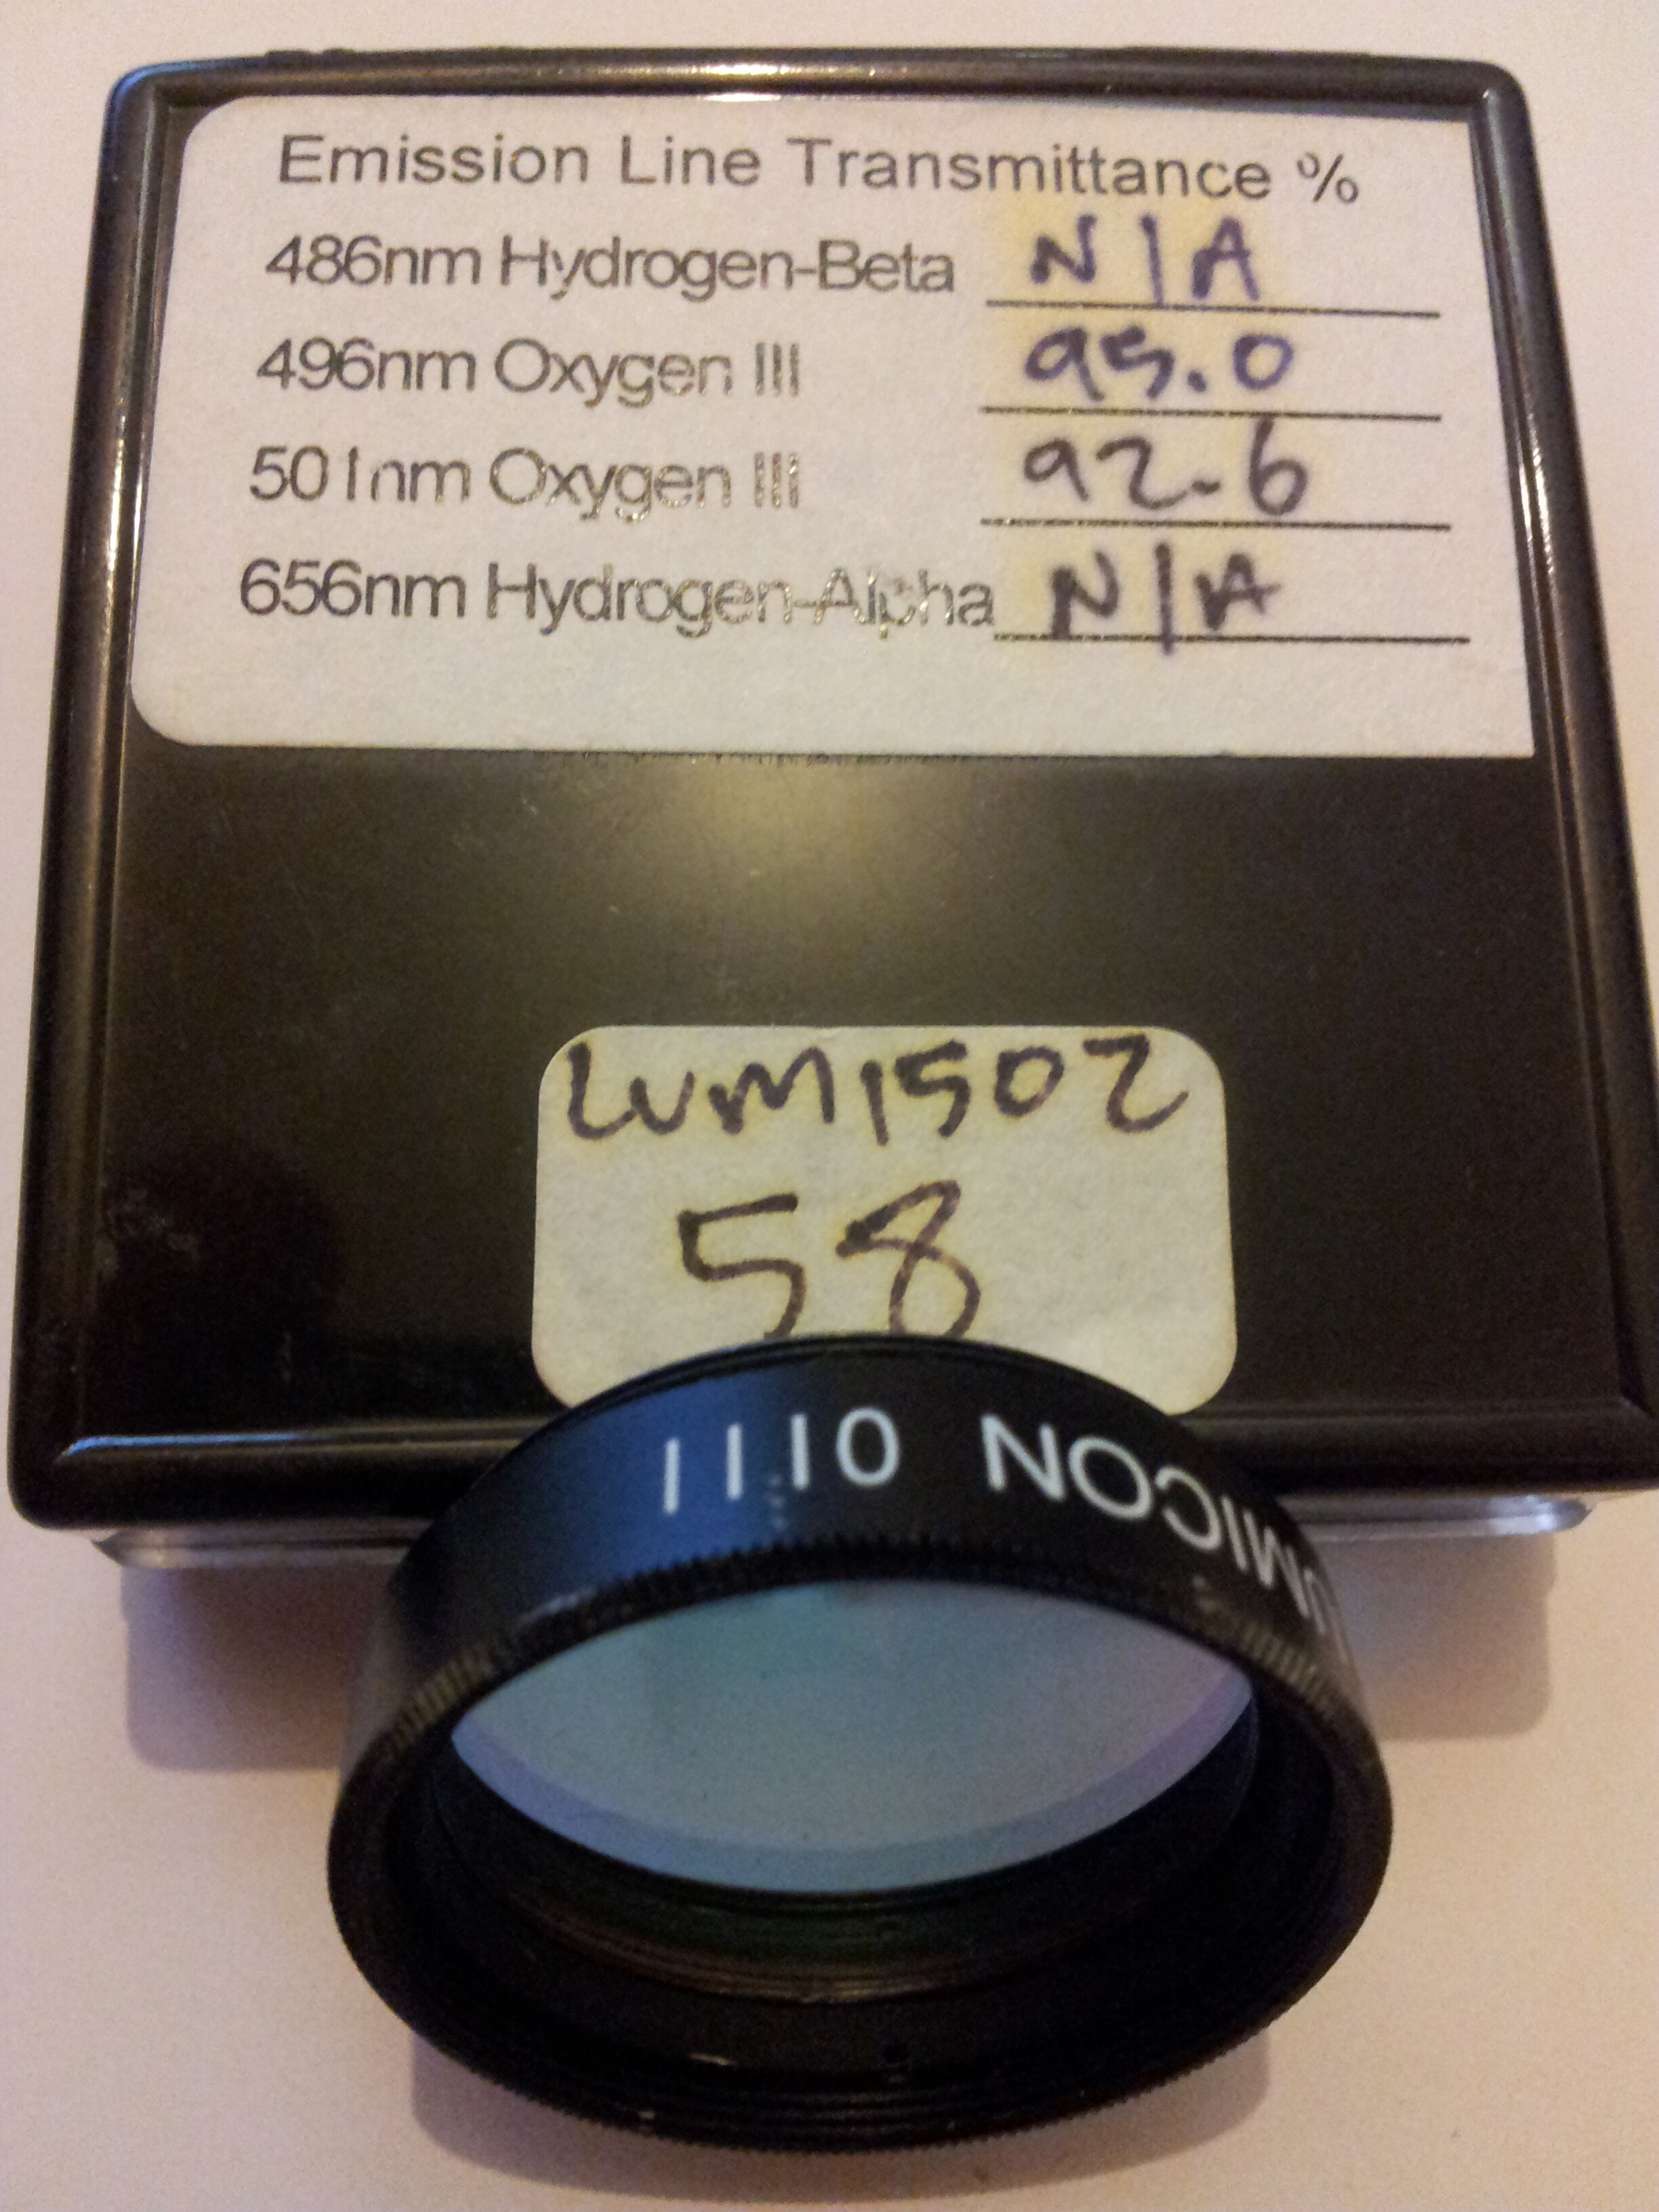 Emission Line Transmittance %
486nm Hydrogen-Beta N/A
496nm Oxygen III 95.0
501nm Oxygen III 92.6
656nm Hydrogen-Alpha N/A
LUM1502
58
LUMICON OIII